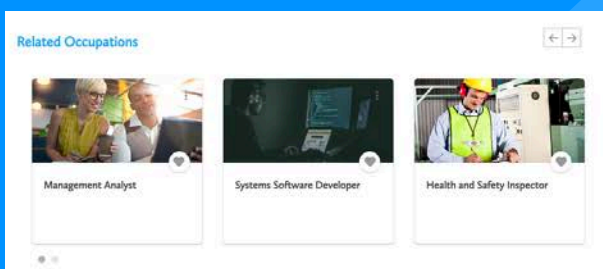 Related Occupations
Management Analyst
Systems Software Developer
Health and Safety Inspector